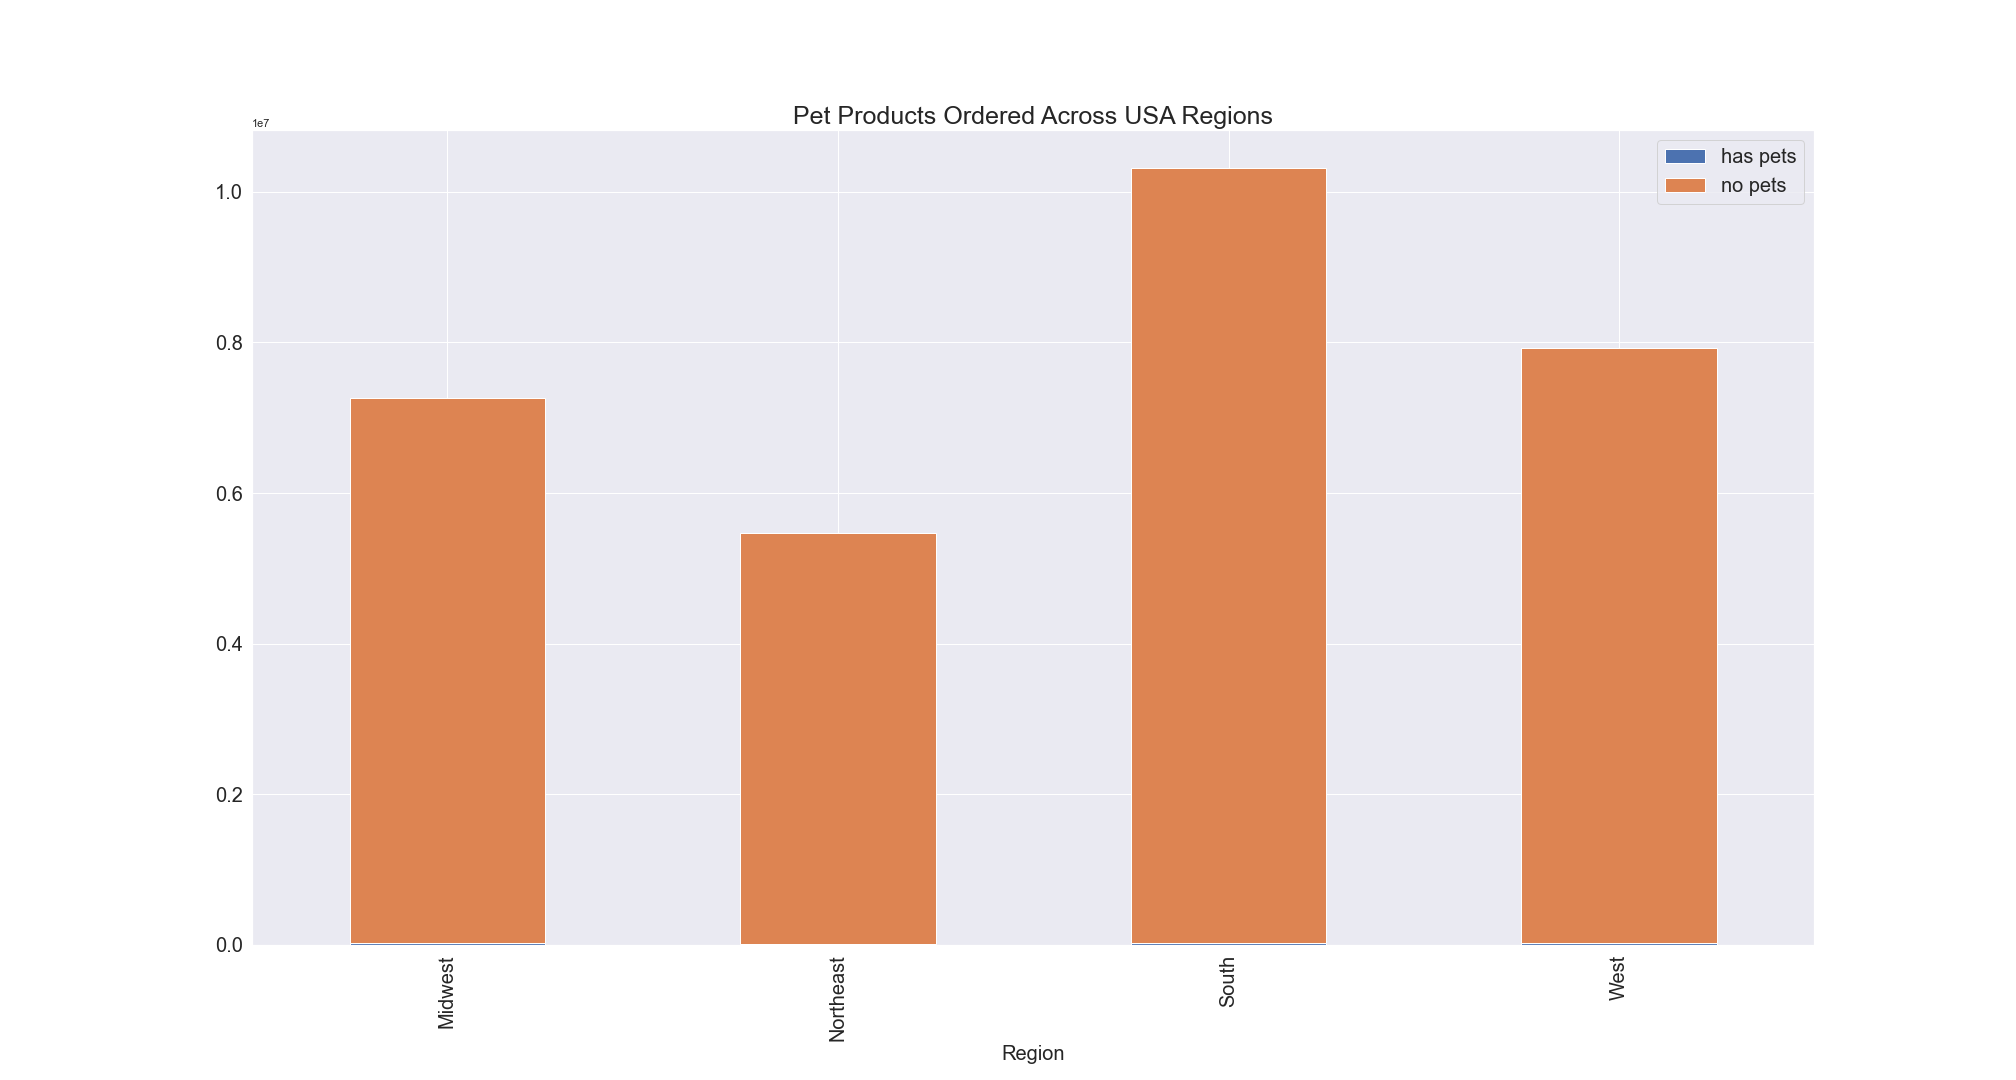 Pet Products Ordered Across USA Regions
1e7
has pets
no pets
1.0
0.8
0.6
0.4
0.2
0.0
Midwest
Northeast
South
West
Region